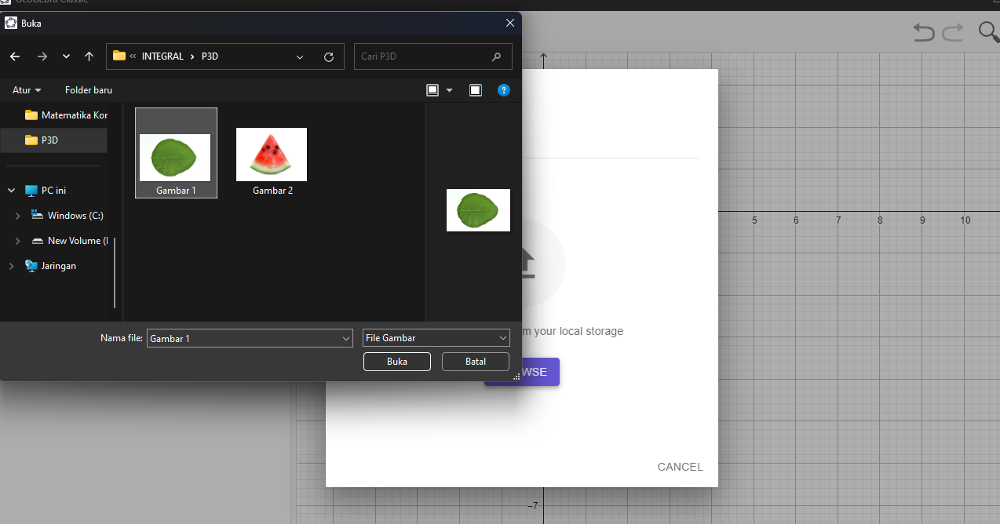 GeoGebra Classic
Buka
INTEGRAL › P3D
Cari P3D
Atur
Folder baru
Matematika Kor
P3D
PC ini
Windows (C:)
New Volume (
Jaringan
Gambar 1
Gambar 2
Nama file:
Gambar 1
File Gambar
Buka
Batal
m your local storage
WSE
CANCEL
5 6 7 8 9 10
−7